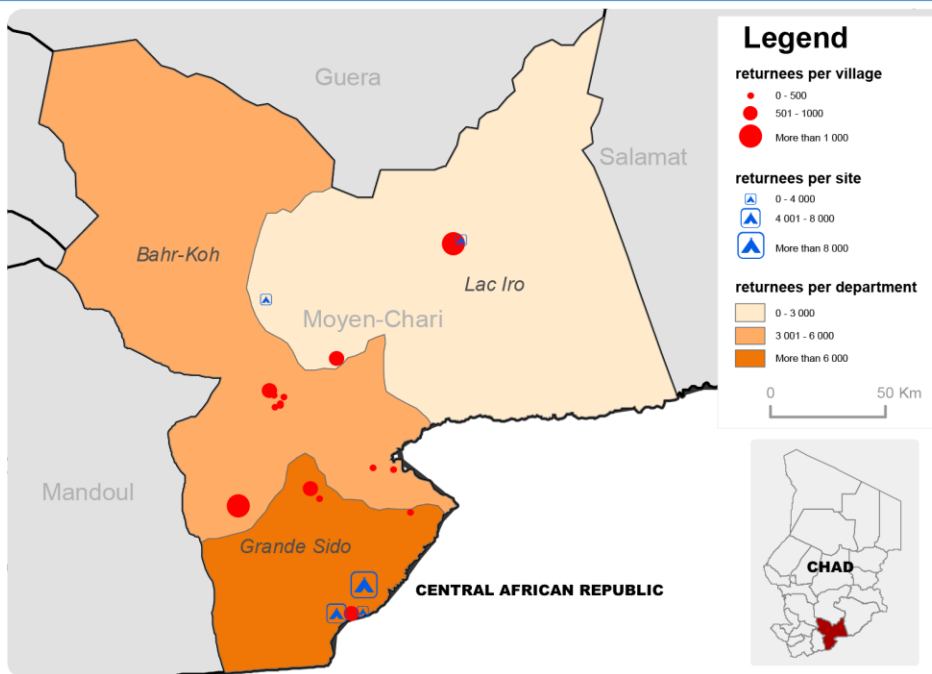 Guera
Salamat
Bahr-Koh
Lac Iro
Moyen-Chari
Mandoul
Grande Sido
CENTRAL AFRICAN REPUBLIC
Legend
returnees per village
0 - 500
501 - 1000
More than 1 000
returnees per site
0 - 4 000
4 001 - 8 000
More than 8 000
returnees per department
0 - 3 000
3 001 - 6 000
More than 6 000
0 50 Km
CHAD